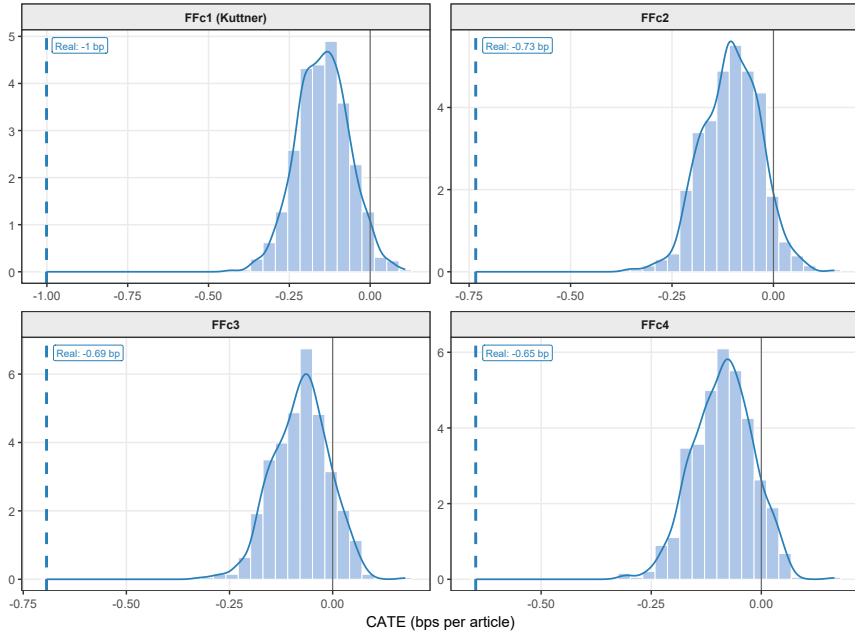 FFc1 (Kuttner)
Real: -1 bp
5
4
3
2
1
0
-1.00 -0.75 -0.50 -0.25 0.00
FFc2
Real: -0.73 bp
4
2
0
-0.75 -0.50 -0.25 0.00
FFc3
Real: -0.69 bp
6
4
2
0
-0.75 -0.50 -0.25 0.00
FFc4
Real: -0.65 bp
6
4
2
0
-0.50 -0.25 0.00
CATE (bps per article)